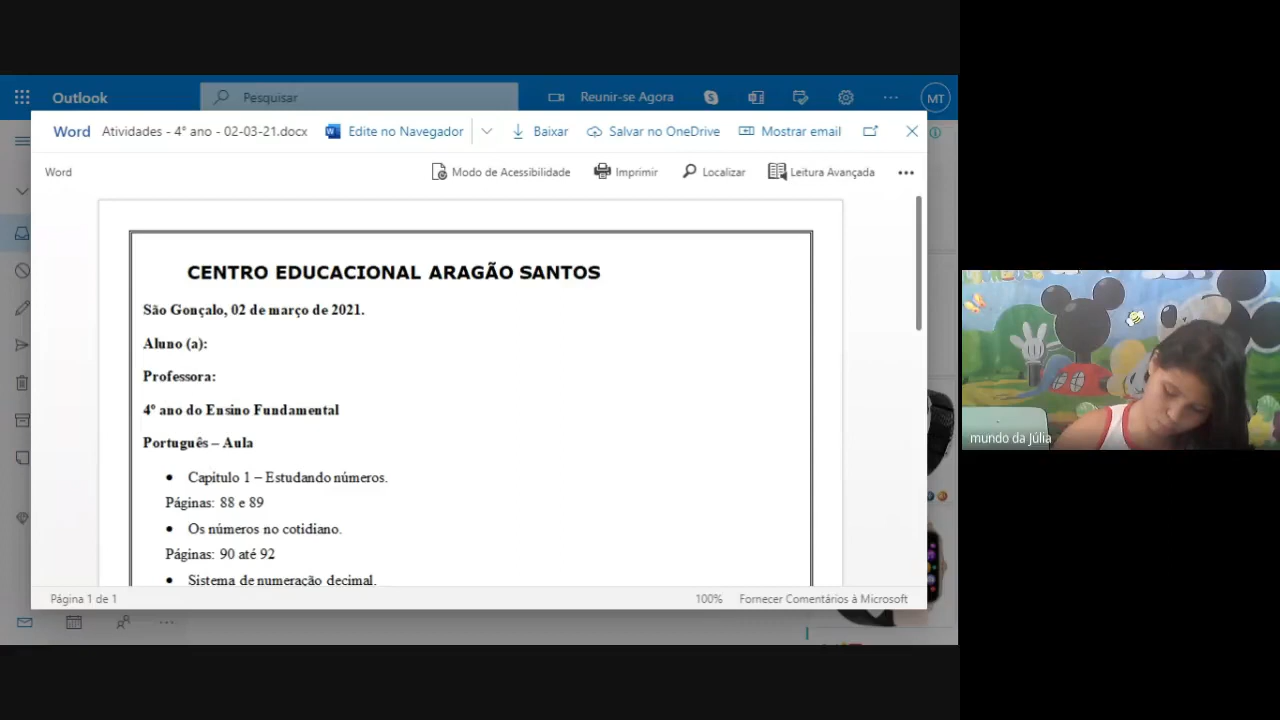 Outlook
Pesquisar
Reunir-se Agora
MT
Word
Atividades - 4° ano - 02-03-21.docx
Edite no Navegador
Baixar
Salvar no OneDrive
Mostrar email
Word
Modo de Acessibilidade
Imprimir
Localizar
Leitura Avançada
CENTRO EDUCACIONAL ARAGÃO SANTOS
São Gonçalo, 02 de março de 2021.
Aluno (a):
Professora:
4º ano do Ensino Fundamental
Português – Aula
• Capitulo 1 – Estudando números.
Páginas: 88 e 89
• Os números no cotidiano.
Páginas: 90 até 92
• Sistema de numeração decimal.
Página 1 de 1
100%
Fornecer Comentários à Microsoft
mundo da Júlia